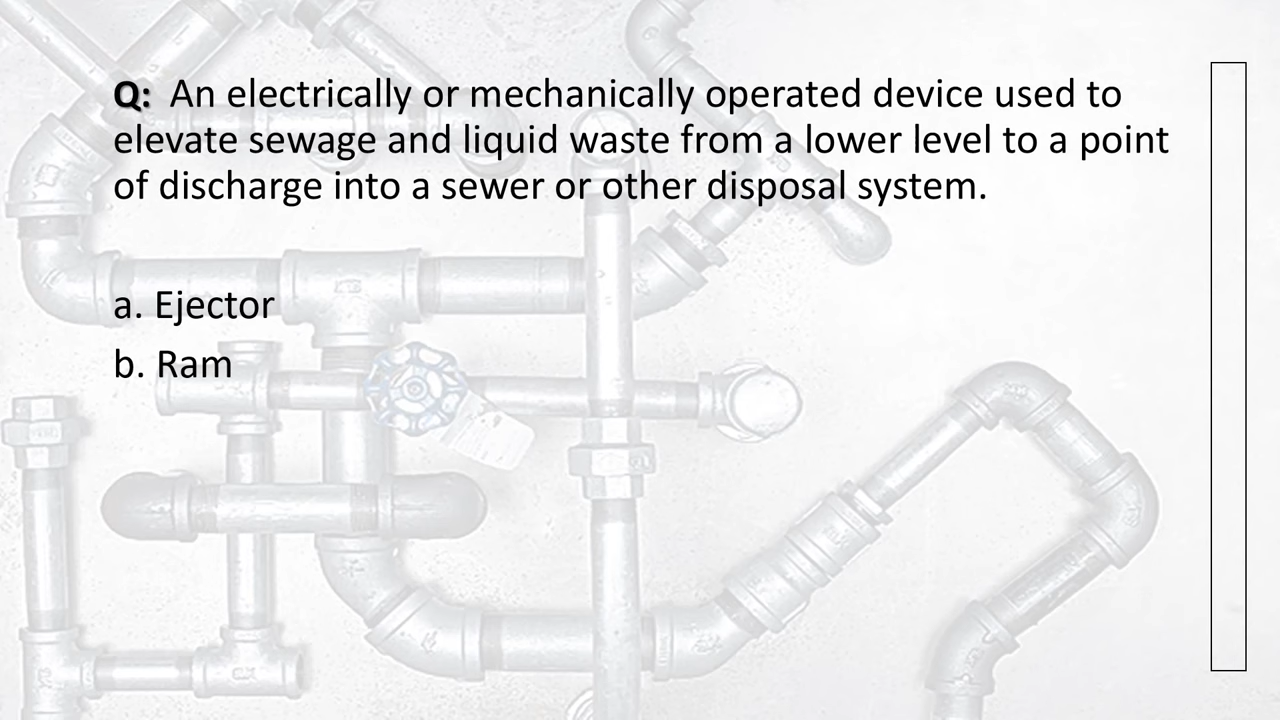 Q: An electrically or mechanically operated device used to
elevate sewage and liquid waste from a lower level to a point
of discharge into a sewer or other disposal system.
a. Ejector
b. Ram